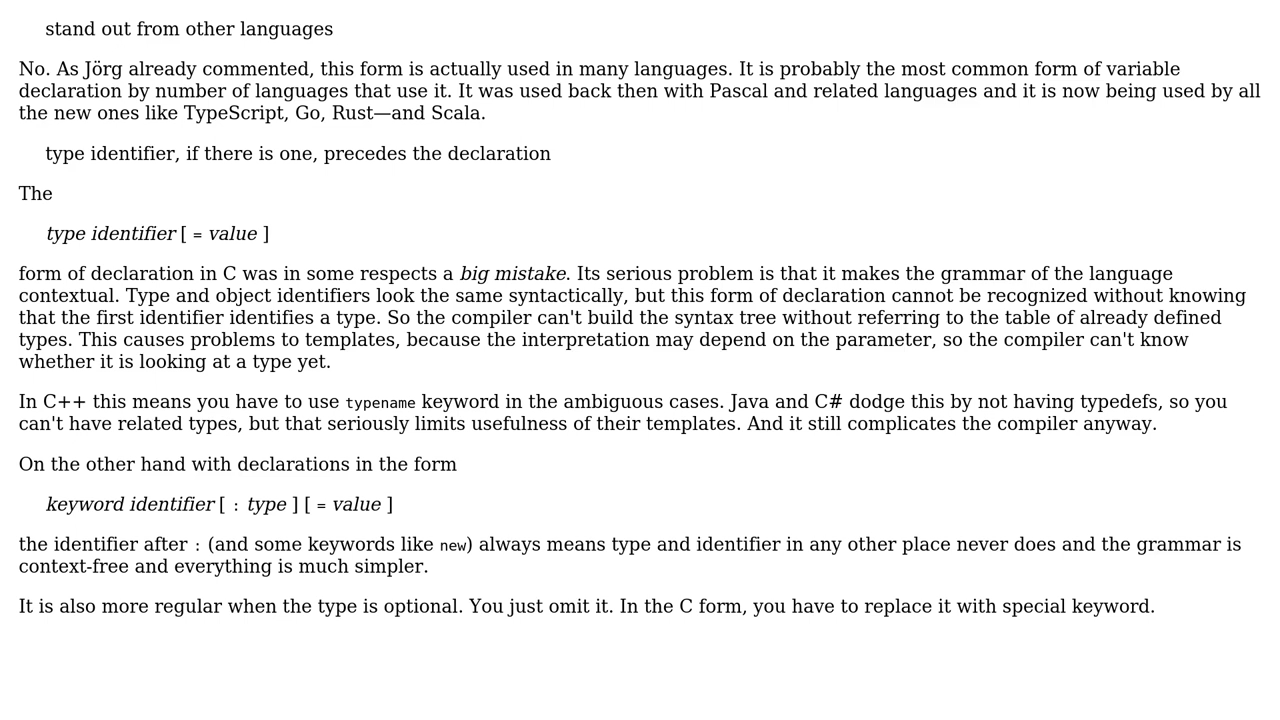 stand out from other languages
No. As Jörg already commented, this form is actually used in many languages. It is probably the most common form of variable
declaration by number of languages that use it. It was used back then with Pascal and related languages and it is now being used by all
the new ones like TypeScript, Go, Rust—and Scala.
type identifier, if there is one, precedes the declaration
The
type identifier [ = value ]
form of declaration in C was in some respects a big mistake. Its serious problem is that it makes the grammar of the language
contextual. Type and object identifiers look the same syntactically, but this form of declaration cannot be recognized without knowing
that the first identifier identifies a type. So the compiler can't build the syntax tree without referring to the table of already defined
types. This causes problems to templates, because the interpretation may depend on the parameter, so the compiler can't know
whether it is looking at a type yet.
In C++ this means you have to use typename keyword in the ambiguous cases. Java and C# dodge this by not having typedefs, so you
can't have related types, but that seriously limits usefulness of their templates. And it still complicates the compiler anyway.
On the other hand with declarations in the form
keyword identifier [ : type ] [ = value ]
the identifier after : (and some keywords like new) always means type and identifier in any other place never does and the grammar is
context-free and everything is much simpler.
It is also more regular when the type is optional. You just omit it. In the C form, you have to replace it with special keyword.